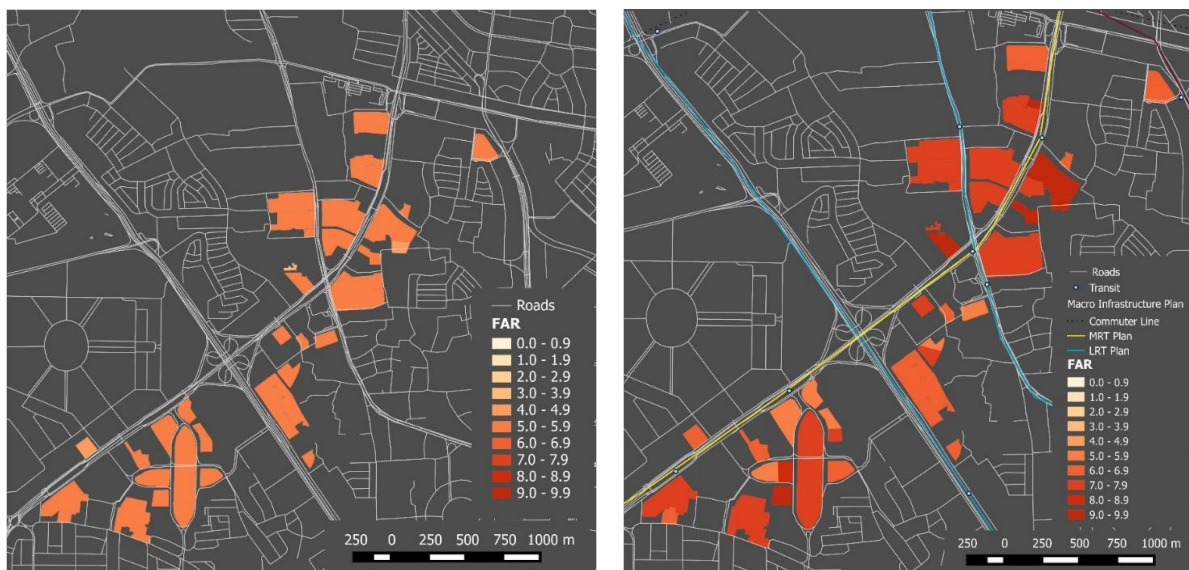 Roads
FAR
0.0 - 0.9
1.0 - 1.9
2.0 - 2.9
3.0 - 3.9
4.0 - 4.9
5.0 - 5.9
6.0 - 6.9
7.0 - 7.9
8.0 - 8.9
9.0 - 9.9
250 0 250 500 750 1000 m
Roads
Transit
Macro Infrastructure Plan
Commuter Line
MRT Plan
LRT Plan
FAR
0.0 - 0.9
1.0 - 1.9
2.0 - 2.9
3.0 - 3.9
4.0 - 4.9
5.0 - 5.9
6.0 - 6.9
7.0 - 7.9
8.0 - 8.9
9.0 - 9.9
250 0 250 500 750 1000 m